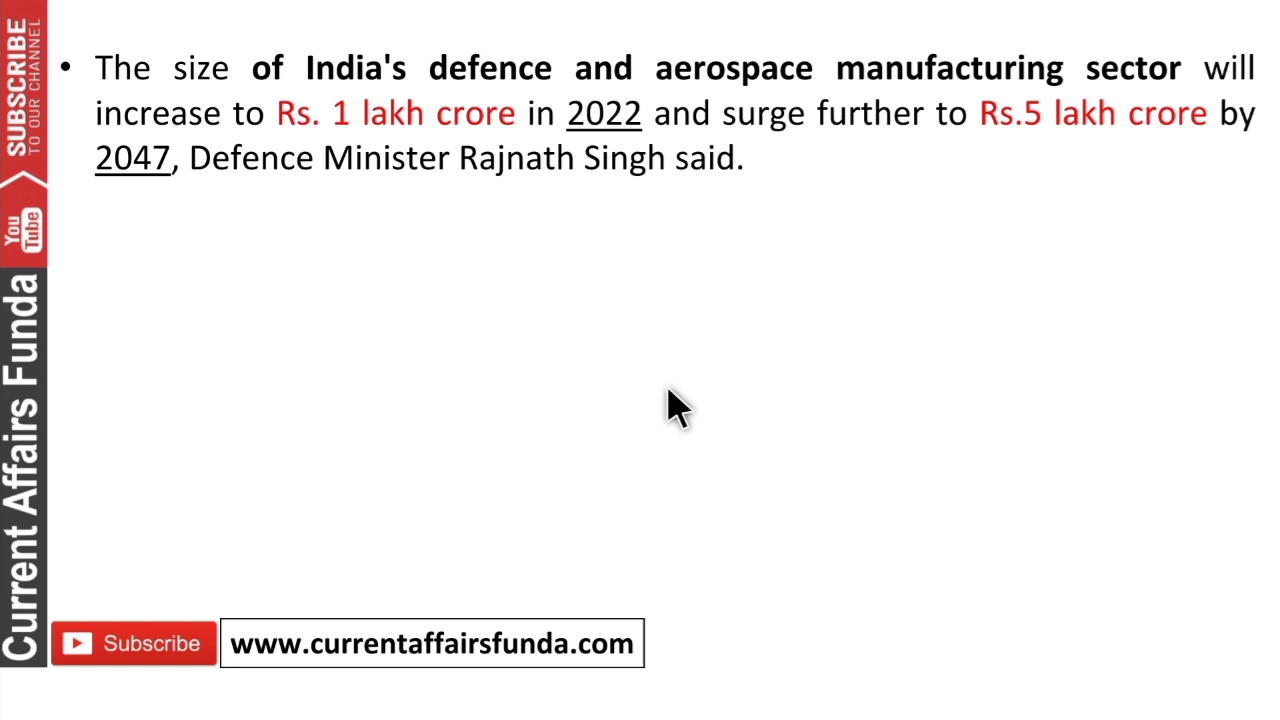 • The size of India's defence and aerospace manufacturing sector will
increase to Rs. 1 lakh crore in 2022 and surge further to Rs.5 lakh crore by
2047, Defence Minister Rajnath Singh said.
SUBSCRIBE
TO OUR CHANNEL
You
Tube
Current Affairs Funda
Subscribe
www.currentaffairsfunda.com